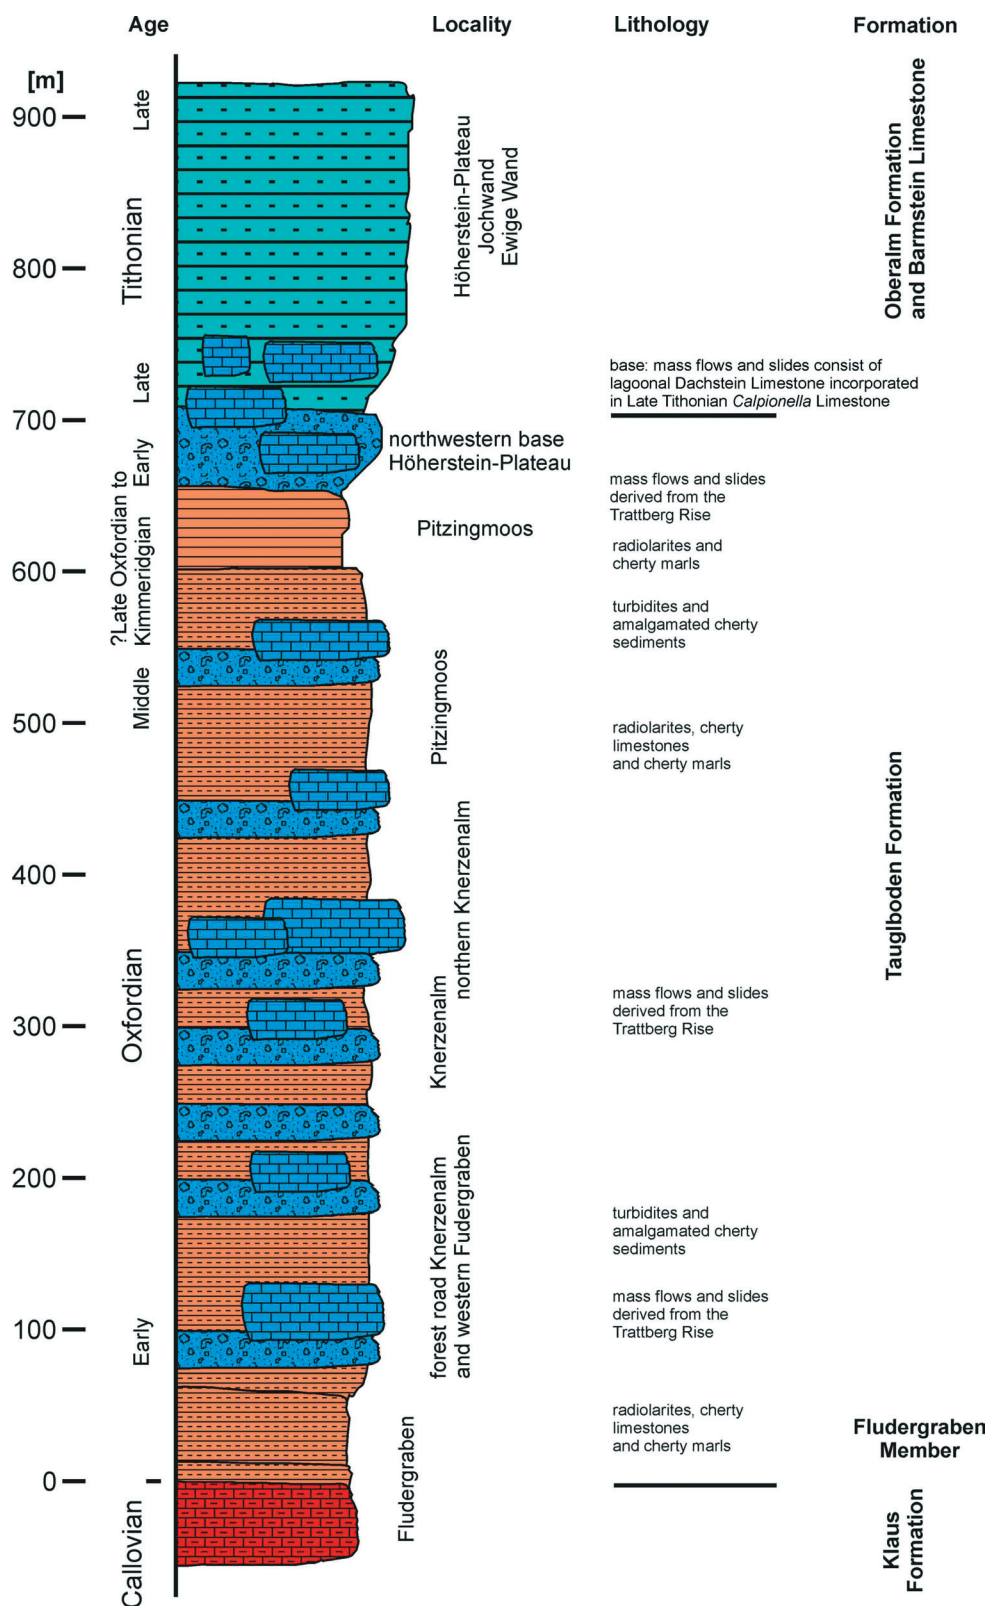 Age
Locality
Lithology
Formation
[m]
900
800
700
600
500
400
300
200
100
0
Late
Tithonian
Late
Early
?Late Oxfordian to
Kimmeridgian
Middle
Oxfordian
Early
Callovian
Höherstein-Plateau
Jochwand
Ewige Wand
northwestern base
Höherstein-Plateau
Pitzingmoos
Pitzingmoos
northern Knerzenalm
Knerzenalm
forest road Knerzenalm
and western Fudergraben
Fludergraben
base: mass flows and slides consist of
lagoonal Dachstein Limestone incorporated
in Late Tithonian Calpionella Limestone
mass flows and slides
derived from the
Trattberg Rise
radiolarites and
cherty marls
turbidites and
amalgamated cherty
sediments
radiolarites, cherty
limestones
and cherty marls
mass flows and slides
derived from the
Trattberg Rise
turbidites and
amalgamated cherty
sediments
mass flows and slides
derived from the
Trattberg Rise
radiolarites, cherty
limestones
and cherty marls
Oberalm Formation
and Barmstein Limestone
Tauglboden Formation
Fludergraben
Member
Klaus
Formation